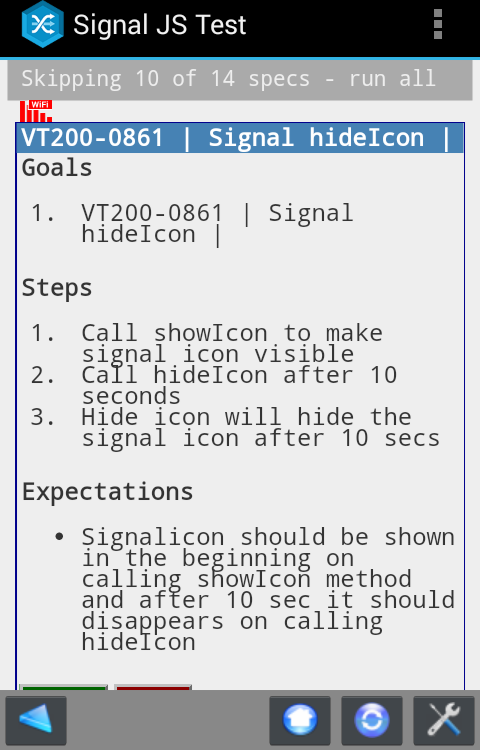 Signal JS Test
Skipping 10 of 14 specs - run all
WiFi
VT200-0861 | Signal hideIcon |
Goals
1. VT200-0861 | Signal
hideIcon |
Steps
1. Call showIcon to make
signal icon visible
2. Call hideIcon after 10
seconds
3. Hide icon will hide the
signal icon after 10 secs
Expectations
• Signalicon should be shown
in the beginning on
calling showIcon method
and after 10 sec it should
disappears on calling
hideIcon